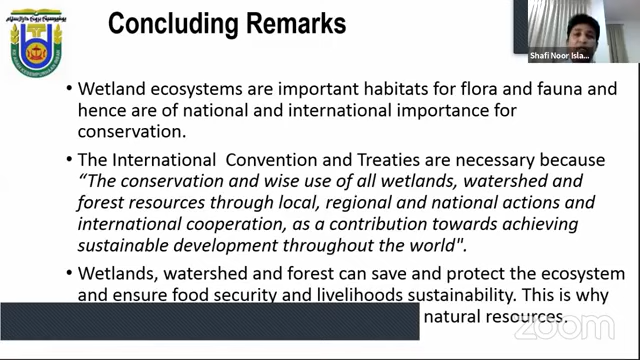 Concluding Remarks
Shafi Noor Isla...
• Wetland ecosystems are important habitats for flora and fauna and
hence are of national and international importance for
conservation.
• The International Convention and Treaties are necessary because
“The conservation and wise use of all wetlands, watershed and
forest resources through local, regional and national actions and
international cooperation, as a contribution towards achieving
sustainable development throughout the world".
• Wetlands, watershed and forest can save and protect the ecosystem
and ensure food security and livelihoods sustainability. This is why
natural resources.
zoom